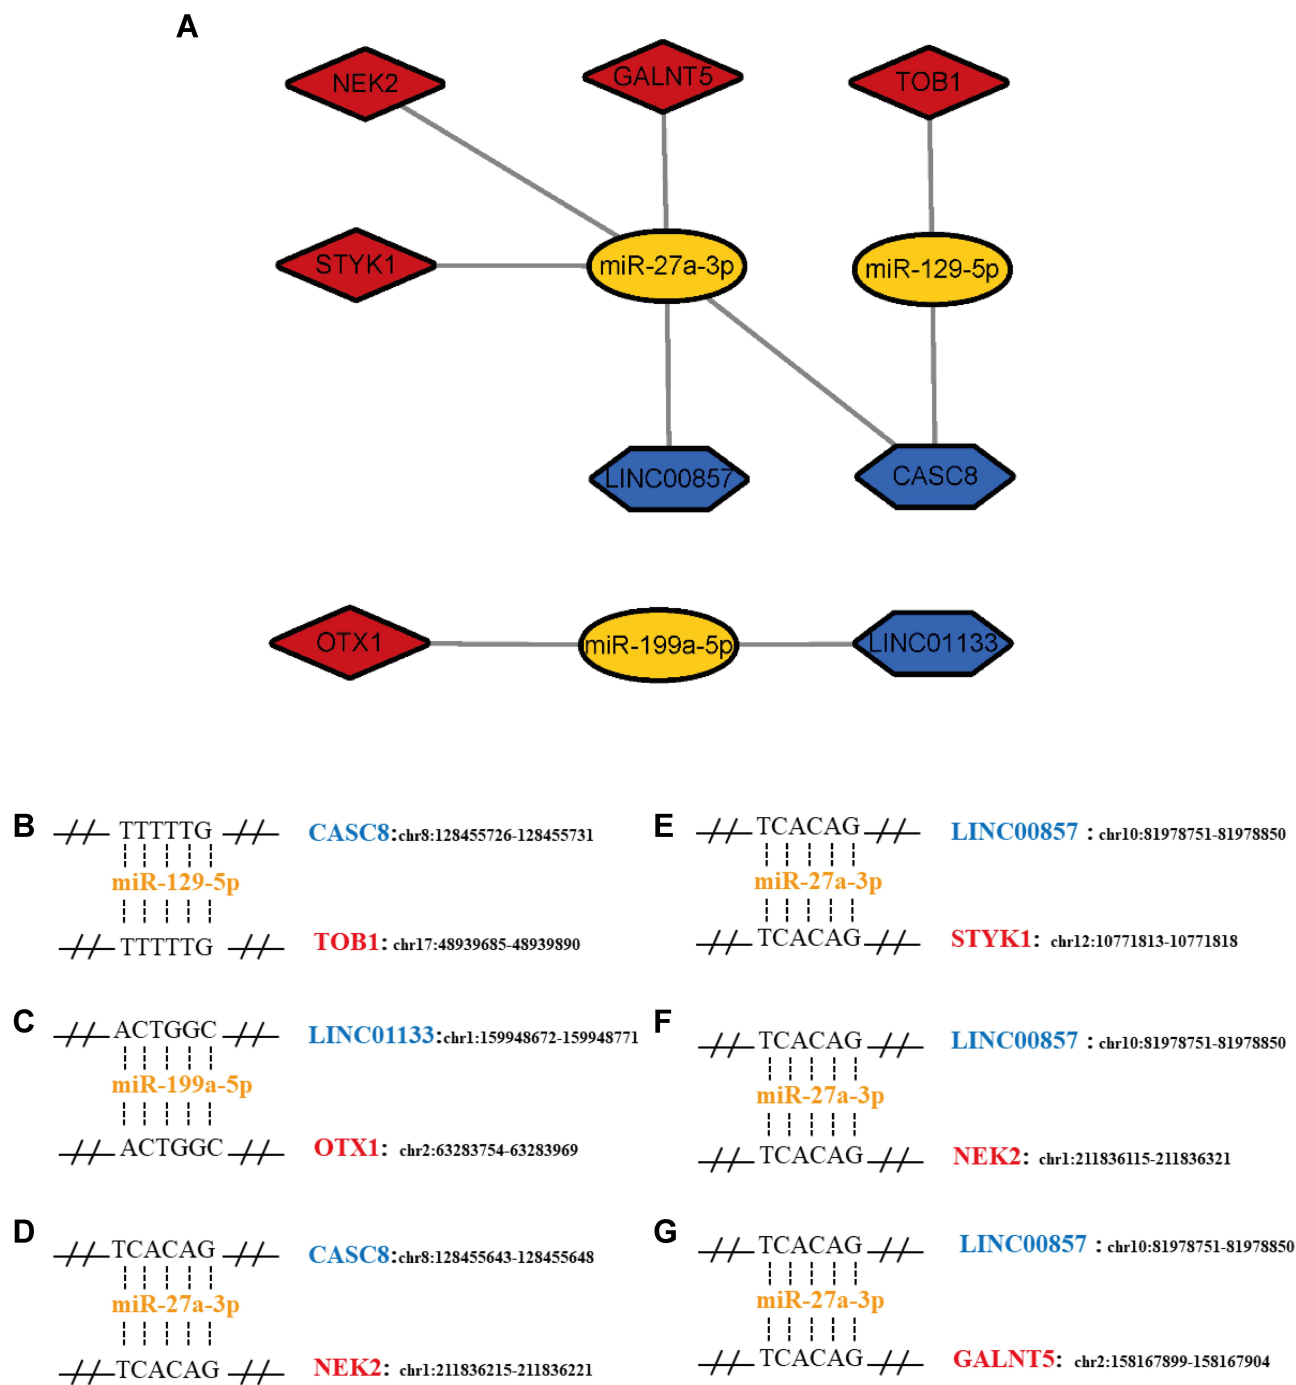 A
NEK2
GALNT5
TOB1
STYK1
miR-27a-3p
miR-129-5p
LINC00857
CASC8
OTX1
miR-199a-5p
LINC01133
B
TTTTTG
CASC8:chr8:128455726-128455731
miR-129-5p
TTTTTG
TOB1: chr17:48939685-48939890
C
ACTGGC
LINC01133:chr1:159948672-159948771
miR-199a-5p
ACTGGC
OTX1: chr2:63283754-63283969
D
TCACAG
CASC8:chr8:128455643-128455648
miR-27a-3p
TCACAG
NEK2: chr1:211836215-211836221
E
TCACAG
LINC00857 : chr10:81978751-81978850
miR-27a-3p
TCACAG
STYK1: chr12:10771813-10771818
F
TCACAG
LINC00857 : chr10:81978751-81978850
miR-27a-3p
TCACAG
NEK2: chr1:211836115-211836321
G
TCACAG
LINC00857 : chr10:81978751-81978850
miR-27a-3p
TCACAG
GALNT5: chr2:158167899-158167904